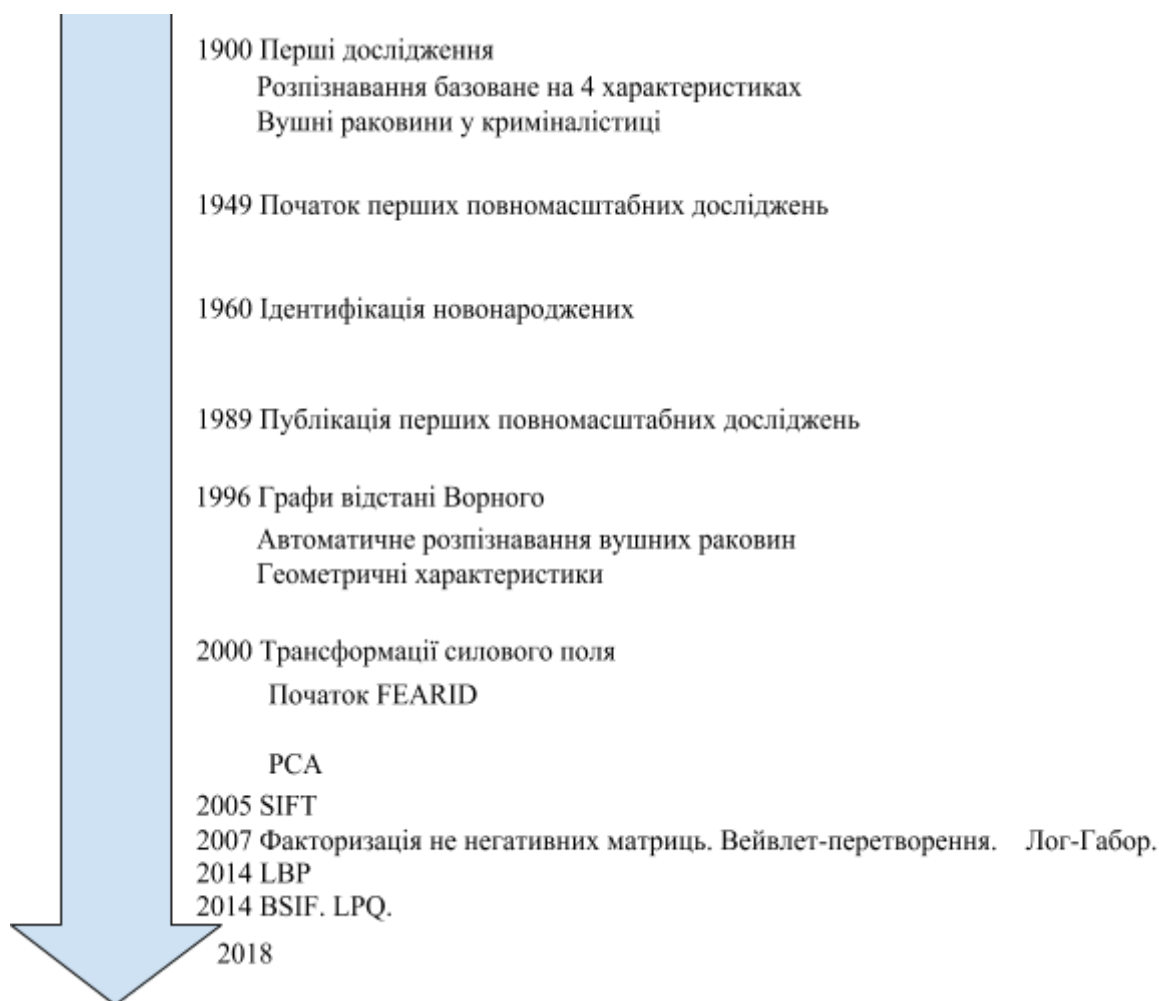 1900 Перші дослідження
Розпізнавання базоване на 4 характеристиках
Вушні раковини у криміналістиці
1949 Початок перших повномасштабних досліджень
1960 Ідентифікація новонароджених
1989 Публікація перших повномасштабних досліджень
1996 Графи відстані Ворного
Автоматичне розпізнавання вушних раковин
Геометричні характеристики
2000 Трансформації силового поля
Початок FEARID
PCA
2005 SIFT
2007 Факторизація не негативних матриць. Вейвлет-перетворення. Лог-Габор.
2014 LBP
2014 BSIF. LPQ.
2018